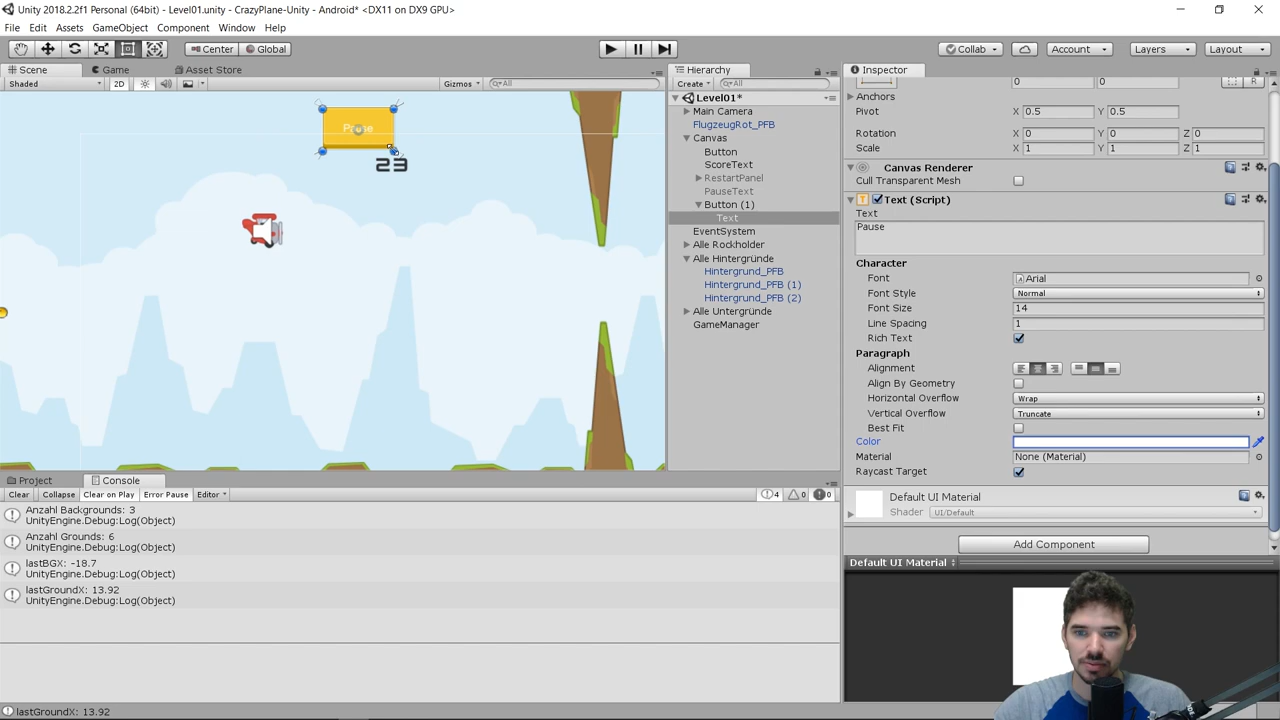 Unity 2018.2.2f1 Personal (64bit) - Level01.unity - CrazyPlane-Unity - Android* <DX11 on DX9 GPU>
File Edit Assets GameObject Component Window Help
Center Global Collab Account Layers Layout
Scene Game Asset Store
Shaded 2D Gizmos All
Pause
23
Hierarchy
Create All
Level01*
Main Camera
FlugzeugRot_PFB
Canvas
Button
ScoreText
RestartPanel
PauseText
Button (1)
Text
EventSystem
Alle Rockholder
Alle Hintergründe
Hintergrund_PFB
Hintergrund_PFB (1)
Hintergrund_PFB (2)
Alle Untergründe
GameManager
Inspector
0 0 R
Anchors
Pivot X 0.5 Y 0.5
Rotation X 0 Y 0 Z 0
Scale X 1 Y 1 Z 1
Canvas Renderer
Cull Transparent Mesh
Text (Script)
Text
Pause
Character
Font Arial
Font Style Normal
Font Size 14
Line Spacing 1
Rich Text
Paragraph
Alignment
Align By Geometry
Horizontal Overflow Wrap
Vertical Overflow Truncate
Best Fit
Color
Material None (Material)
Raycast Target
Default UI Material
Shader UI/Default
Add Component
Default UI Material
Project Console
Clear Collapse Clear on Play Error Pause Editor 4 0 0
Anzahl Backgrounds: 3
UnityEngine.Debug:Log(Object)
Anzahl Grounds: 6
UnityEngine.Debug:Log(Object)
lastBGX: -18.7
UnityEngine.Debug:Log(Object)
lastGroundX: 13.92
UnityEngine.Debug:Log(Object)
lastGroundX: 13.92